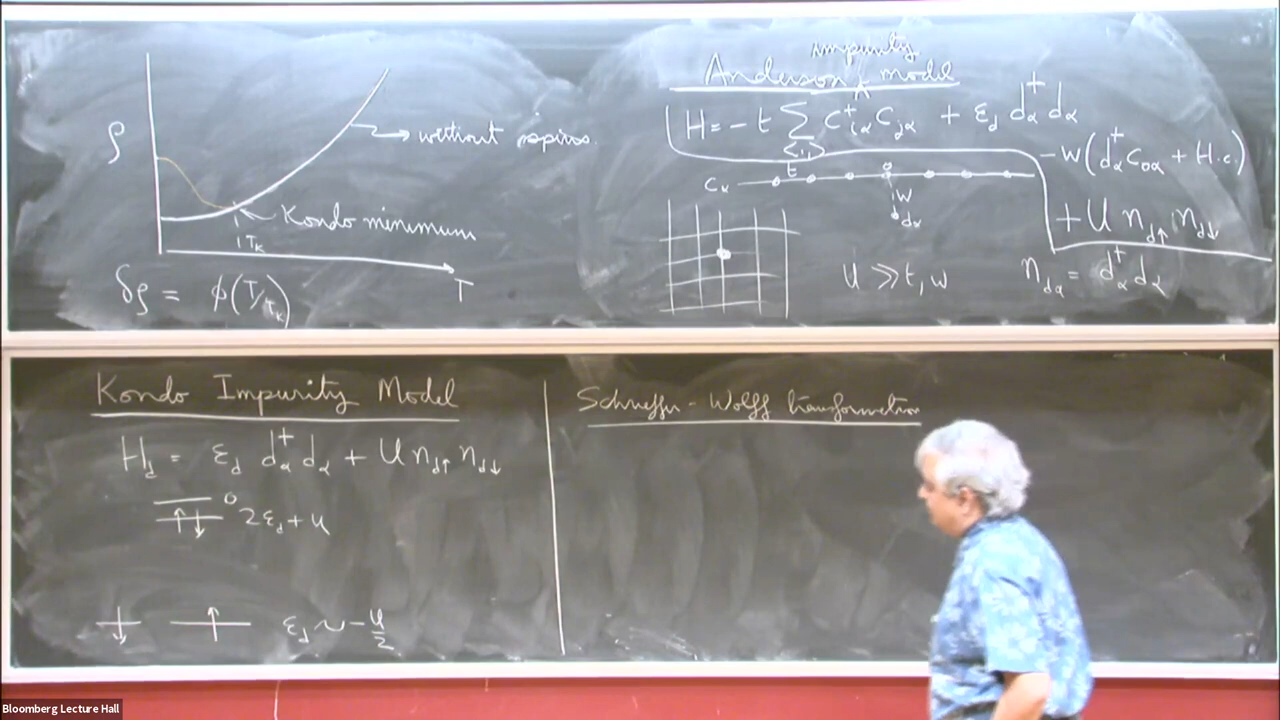 ρ
without spins.
Kondo minimum
T_K
T
δρ = φ(T/T_K)
impurity
Anderson ∧ model
H = - t Σ_{<i,j>} c†_{iα} c_{jα} + ε_d d†_α d_α
- w(d†_α c_{0α} + H.c.)
+ U n_{d↑} n_{d↓}
t
o
c_α
w
d_α
U ≫ t, w
n_{dα} = d†_α d_α
Kondo Impurity Model
H_d = ε_d d†_α d_α + U n_{d↑} n_{d↓}
0
↑↓ 2ε_d + U
↓ ↑ ε_d ~ -U/2
Schrieffer - Wolff transformation
Bloomberg Lecture Hall